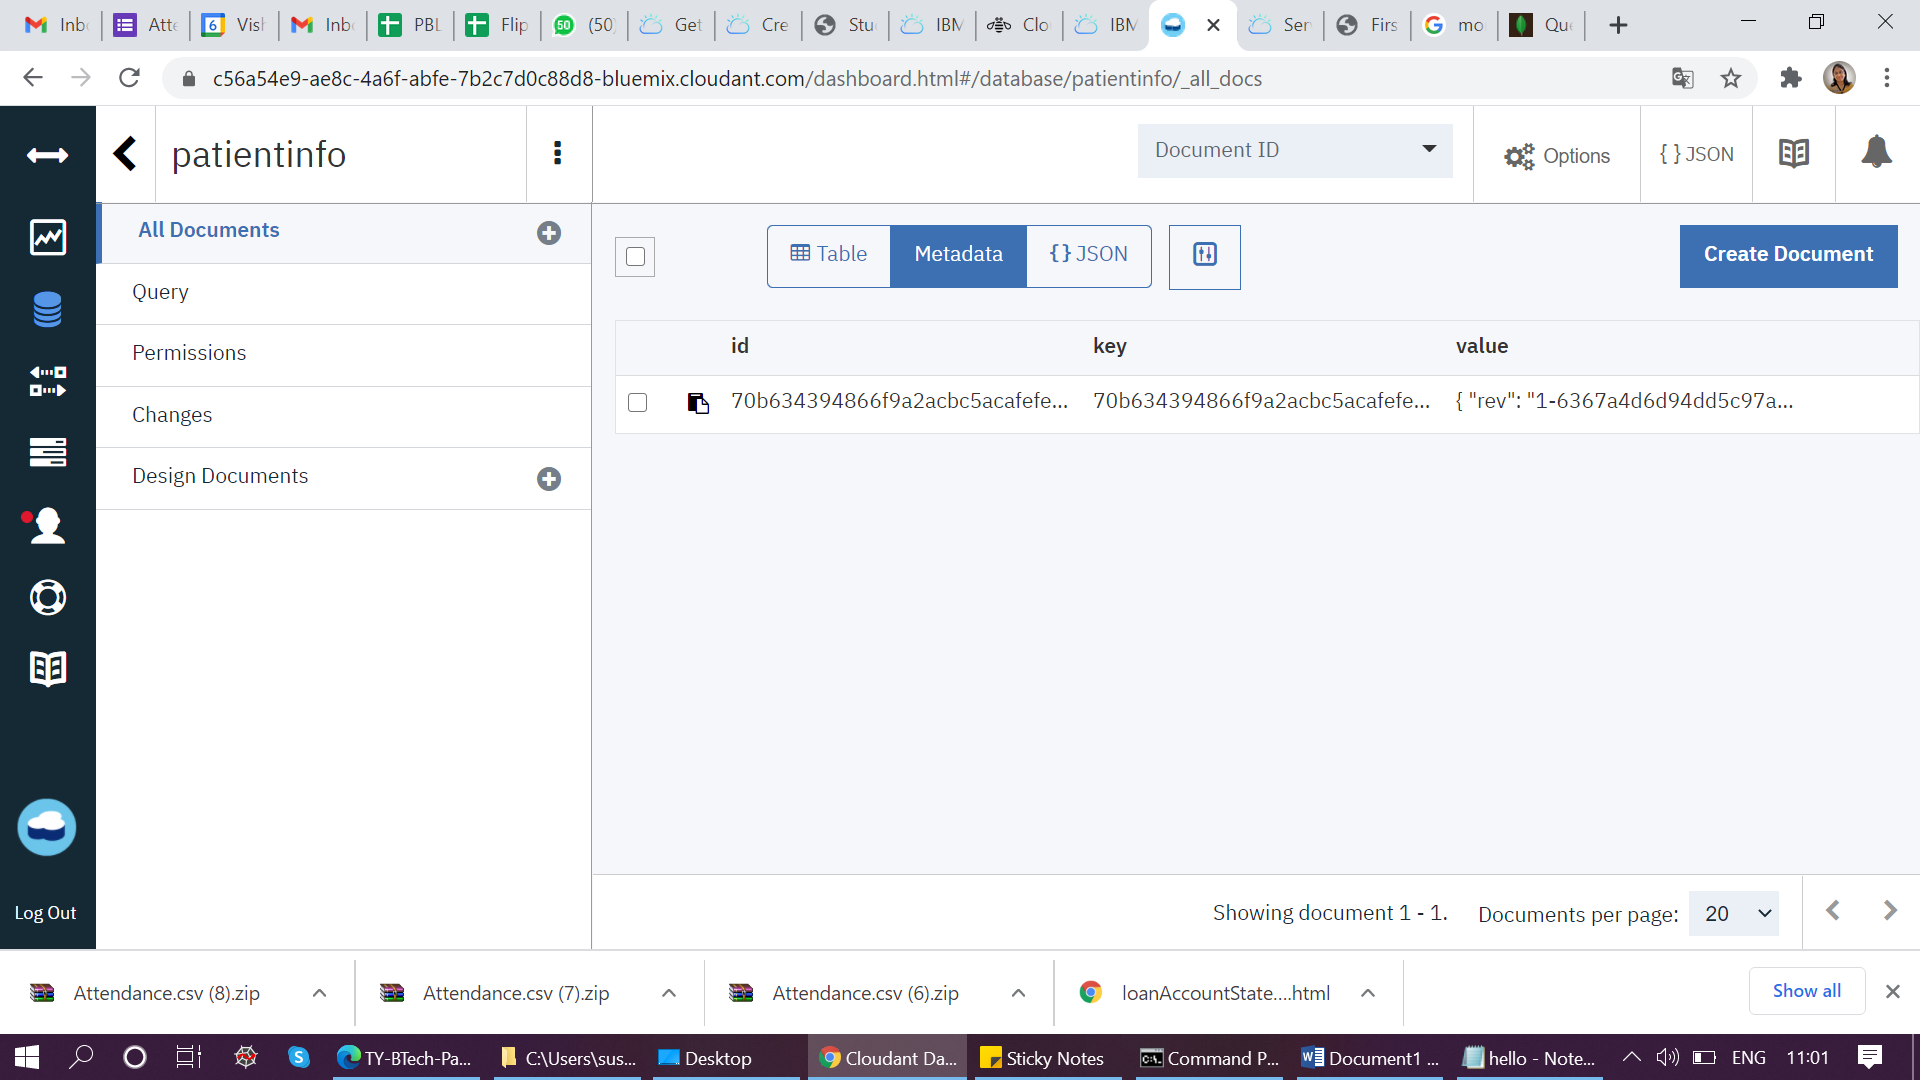 Inb
Atte
6
Vish
Inb
PBL
Flip
50
(50
Get
Cre
Stu
IBM
Clo
IBM
Ser
Firs
mo
Que
c56a54e9-ae8c-4a6f-abfe-7b2c7d0c88d8-bluemix.cloudant.com/dashboard.html#/database/patientinfo/_all_docs
patientinfo
Document ID
Options
{ } JSON
All Documents
Query
Permissions
Changes
Design Documents
Table
Metadata
{} JSON
Create Document
id key value
70b634394866f9a2acbc5acafefe... 70b634394866f9a2acbc5acafefe... { "rev": "1-6367a4d6d94dd5c97a...
Log Out
Showing document 1 - 1. Documents per page: 20
Attendance.csv (8).zip
Attendance.csv (7).zip
Attendance.csv (6).zip
loanAccountState....html
Show all
TY-BTech-Pa...
C:\Users\sus...
Desktop
Cloudant Da...
Sticky Notes
Command P...
Document1 ...
hello - Note...
ENG
11:01